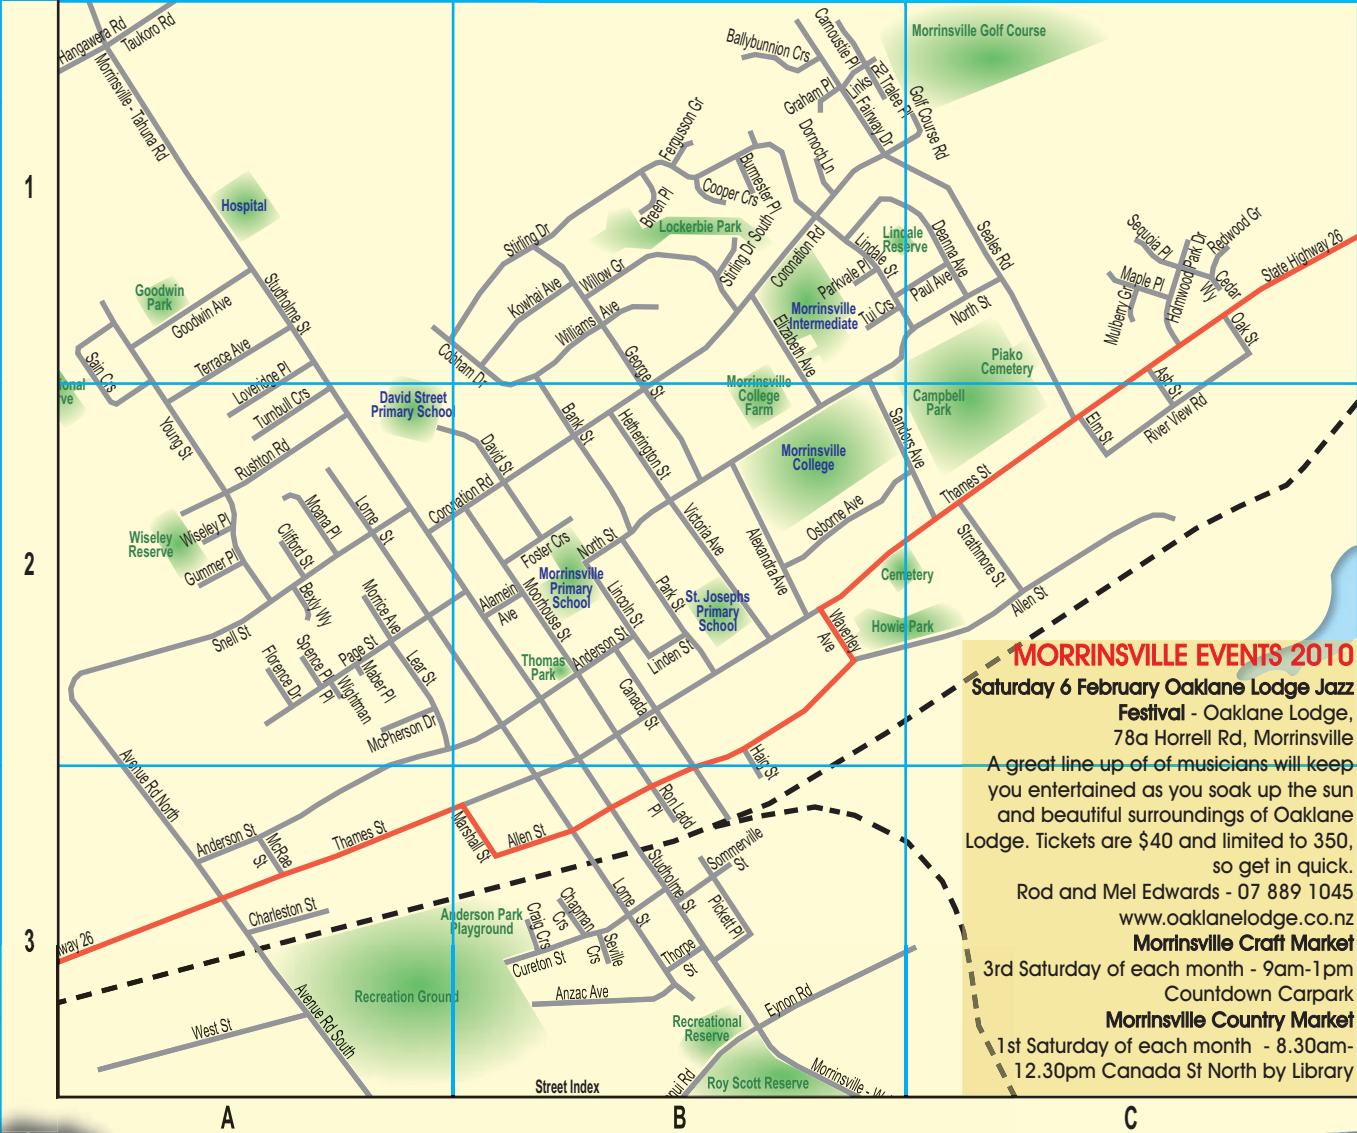 Hangawera Rd
Taukoro Rd
Morrinsville - Tahuna Rd
Ballybunnion Crs
Carnoustie Pl
Graham Pl
Links Rd
Tralee Pl
Fairway Dr
Golf Course Rd
Morrinsville Golf Course
Dornoch Ln
Fergusson Gr
Burmester Pl
Cooper Crs
Breen Pl
Lockerbie Park
Stirling Dr South
Stirling Dr
1
Hospital
Coronation Rd
Lindale St
Lindale
Reserve
Deanna Ave
Seales Rd
Parkvale Pl
Paul Ave
Tui Crs
North St
Morrinsville
Intermediate
Elizabeth Ave
Sequoia Pl
Redwood Gr
Maple Pl
Holmwood Park Dr
Cedar
Wy
Mulberry Gr
State Highway 26
Oak St
Goodwin
Park
Goodwin Ave
Studholme St
Kowhai Ave
Willow Gr
Williams Ave
Cobham Dr
George St
Terrace Ave
Sain Crs
Loveridge Pl
Turnbull Crs
Young St
Rushton Rd
David Street
Primary School
Morrinsville
College
Farm
Piako
Cemetery
Campbell
Park
Ash St
Elm St
River View Rd
Bank St
Hetherington St
David St
Coronation Rd
Morrinsville
College
Sanders Ave
Thames St
Osborne Ave
Victoria Ave
Alexandra Ave
Strathmore St
Allen St
2
Wiseley
Reserve
Wiseley Pl
Gummer Pl
Moana Pl
Clifford St
Lorne
St
Bexly Wy
Morrice Ave
Snell St
Foster Crs
North St
Morrinsville
Primary
School
Alamein
Ave
Moorhouse St
Lincoln St
Park St
St. Josephs
Primary
School
Cemetery
Howie Park
Waverley
Ave
Page St
Spence Pl
Florence Dr
Maber Pl
Wightman
Pl
Lear St
McPherson Dr
Thomas
Park
Anderson St
Linden St
Canada St
Haig St
Avenue Rd North
Anderson St
McRae
St
Thames St
Marshall St
Allen St
Ron Ladd
Pl
Sommerville
St
Studholme St
Lorne
St
Pickett Pl
Charleston St
3
way 26
Anderson Park
Playground
Craig Crs
Chapman
Crs
Seville
Crs
Cureton St
Thorpe
St
Anzac Ave
Recreation Ground
Avenue Rd South
West St
Eynon Rd
Recreational
Reserve
Roy Scott Reserve
Street Index
A
B
C
MORRINSVILLE EVENTS 2010
Saturday 6 February Oaklane Lodge Jazz
Festival - Oaklane Lodge,
78a Horrell Rd, Morrinsville
A great line up of of musicians will keep
you entertained as you soak up the sun
and beautiful surroundings of Oaklane
Lodge. Tickets are $40 and limited to 350,
so get in quick.
Rod and Mel Edwards - 07 889 1045
www.oaklanelodge.co.nz
Morrinsville Craft Market
3rd Saturday of each month - 9am-1pm
Countdown Carpark
Morrinsville Country Market
1st Saturday of each month - 8.30am-
12.30pm Canada St North by Library